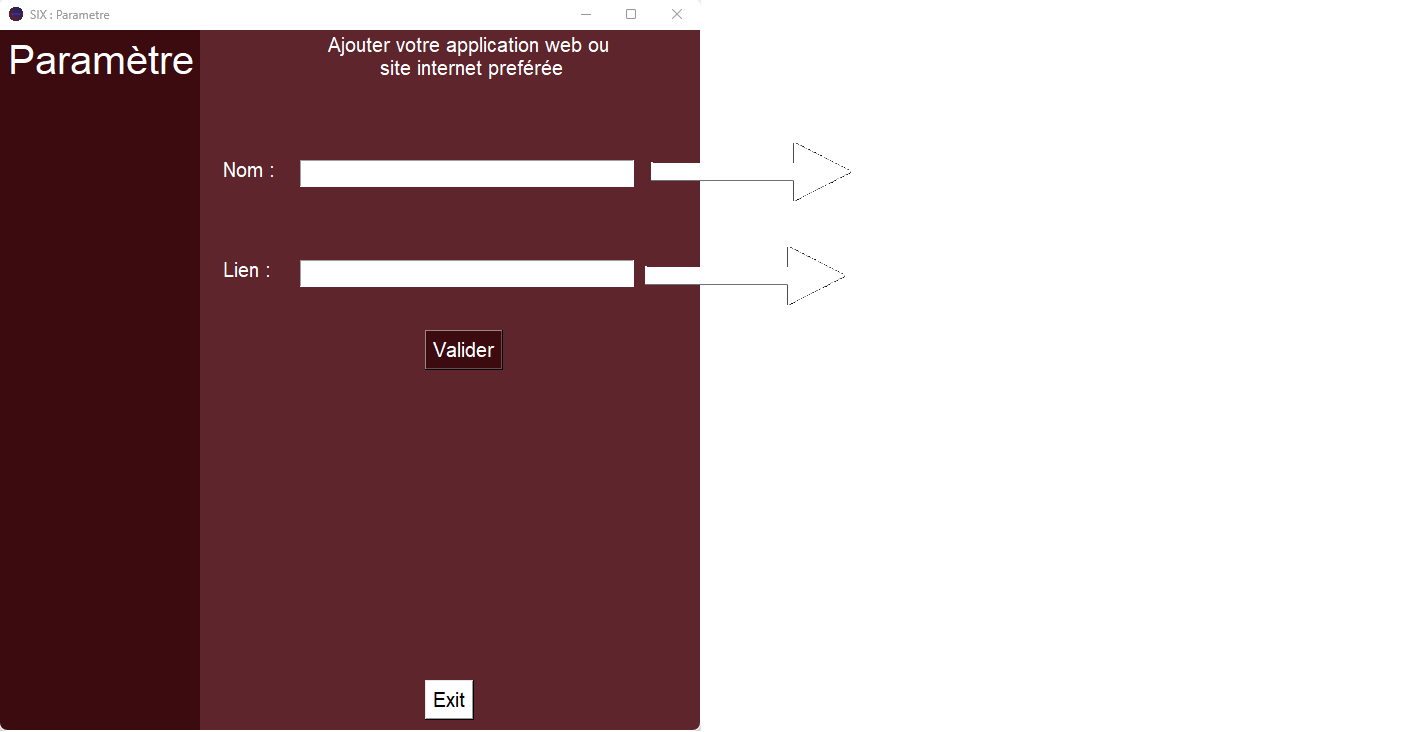 SIX : Parametre
Paramètre
Ajouter votre application web ou
site internet preférée
Nom :
Lien :
Valider
Exit